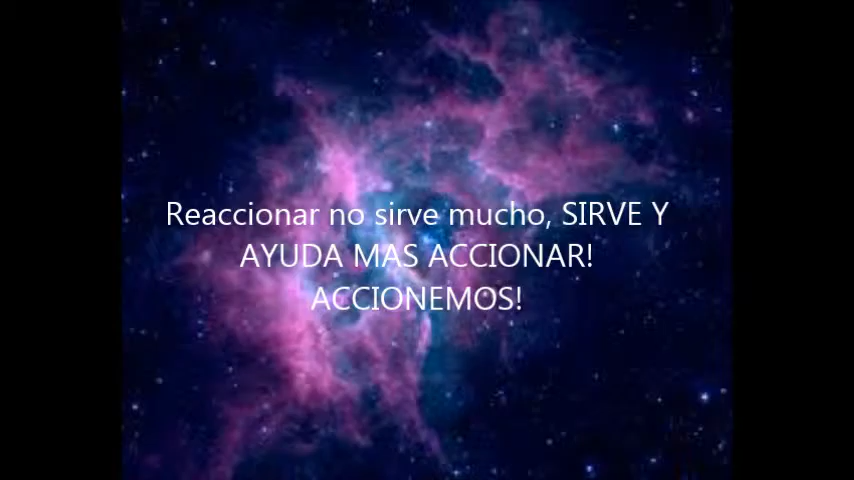 Reaccionar no sirve mucho, SIRVE Y
AYUDA MAS ACCIONAR!
ACCIONEMOS!